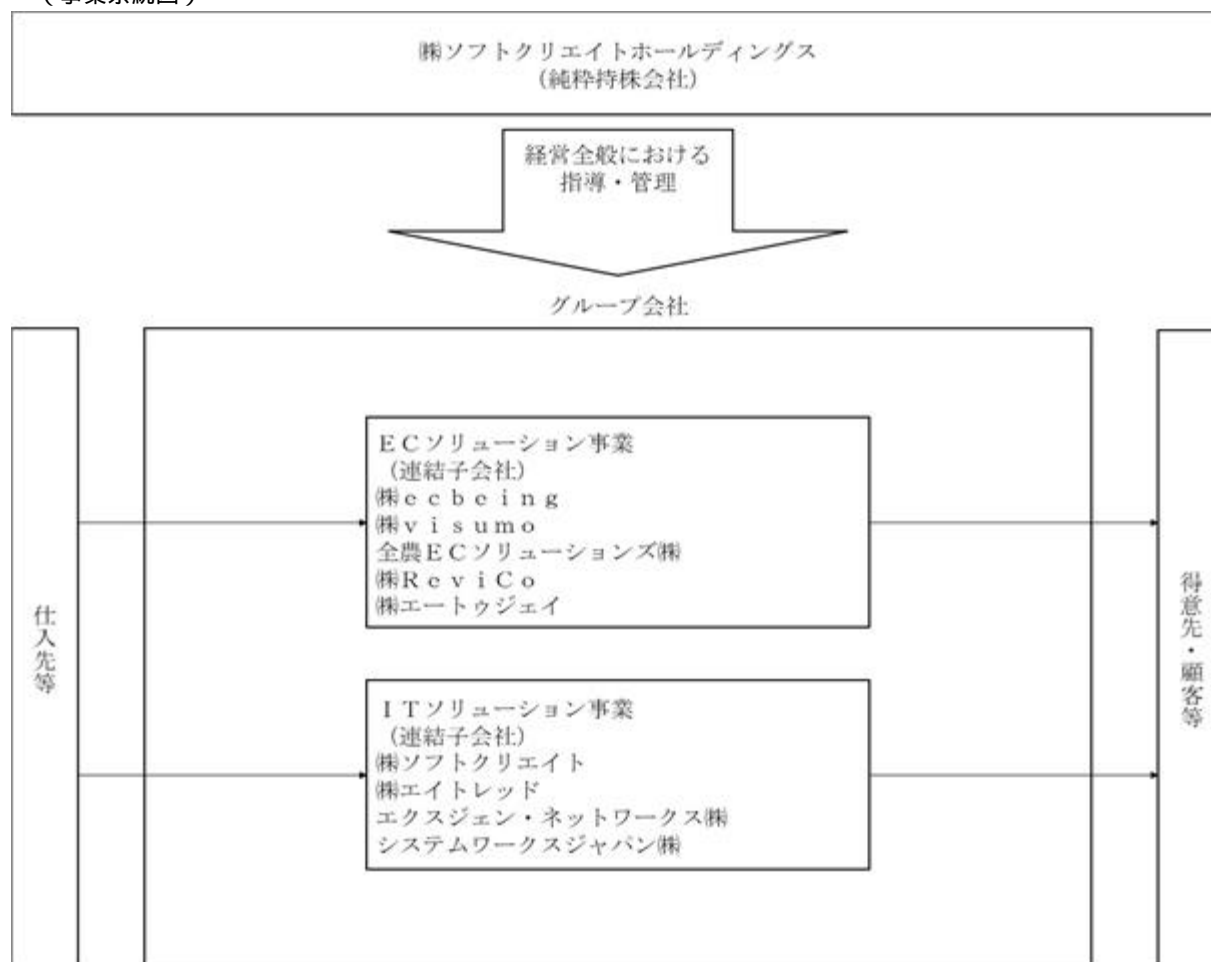 （事業系統図）
㈱ソフトクリエイトホールディングス
（純粋持株会社）
経営全般における
指導・管理
グループ会社
仕入先等
ＥＣソリューション事業
（連結子会社）
㈱ｅｃｂｅｉｎｇ
㈱ｖｉｓｕｍｏ
全農ＥＣソリューションズ㈱
㈱ＲｅｖｉＣｏ
㈱エートゥジェイ
ＩＴソリューション事業
（連結子会社）
㈱ソフトクリエイト
㈱エイトレッド
エクスジェン・ネットワークス㈱
システムワークスジャパン㈱
得意先・顧客等